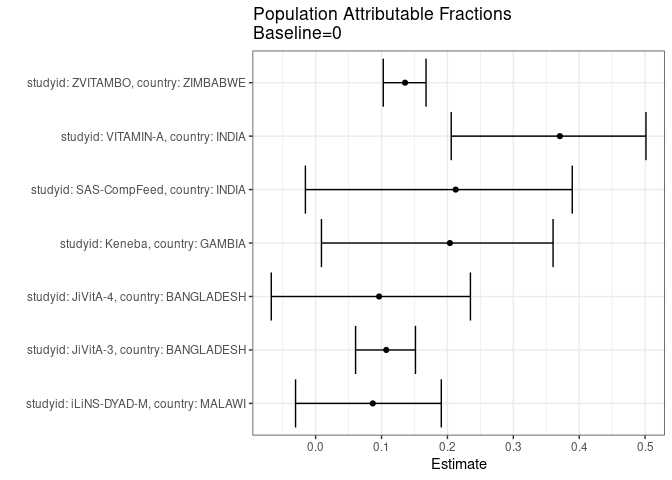 Population Attributable Fractions
Baseline=0
studyid: ZVITAMBO, country: ZIMBABWE
studyid: VITAMIN-A, country: INDIA
studyid: SAS-CompFeed, country: INDIA
studyid: Keneba, country: GAMBIA
studyid: JiVitA-4, country: BANGLADESH
studyid: JiVitA-3, country: BANGLADESH
studyid: iLiNS-DYAD-M, country: MALAWI
0.0 0.1 0.2 0.3 0.4 0.5
Estimate